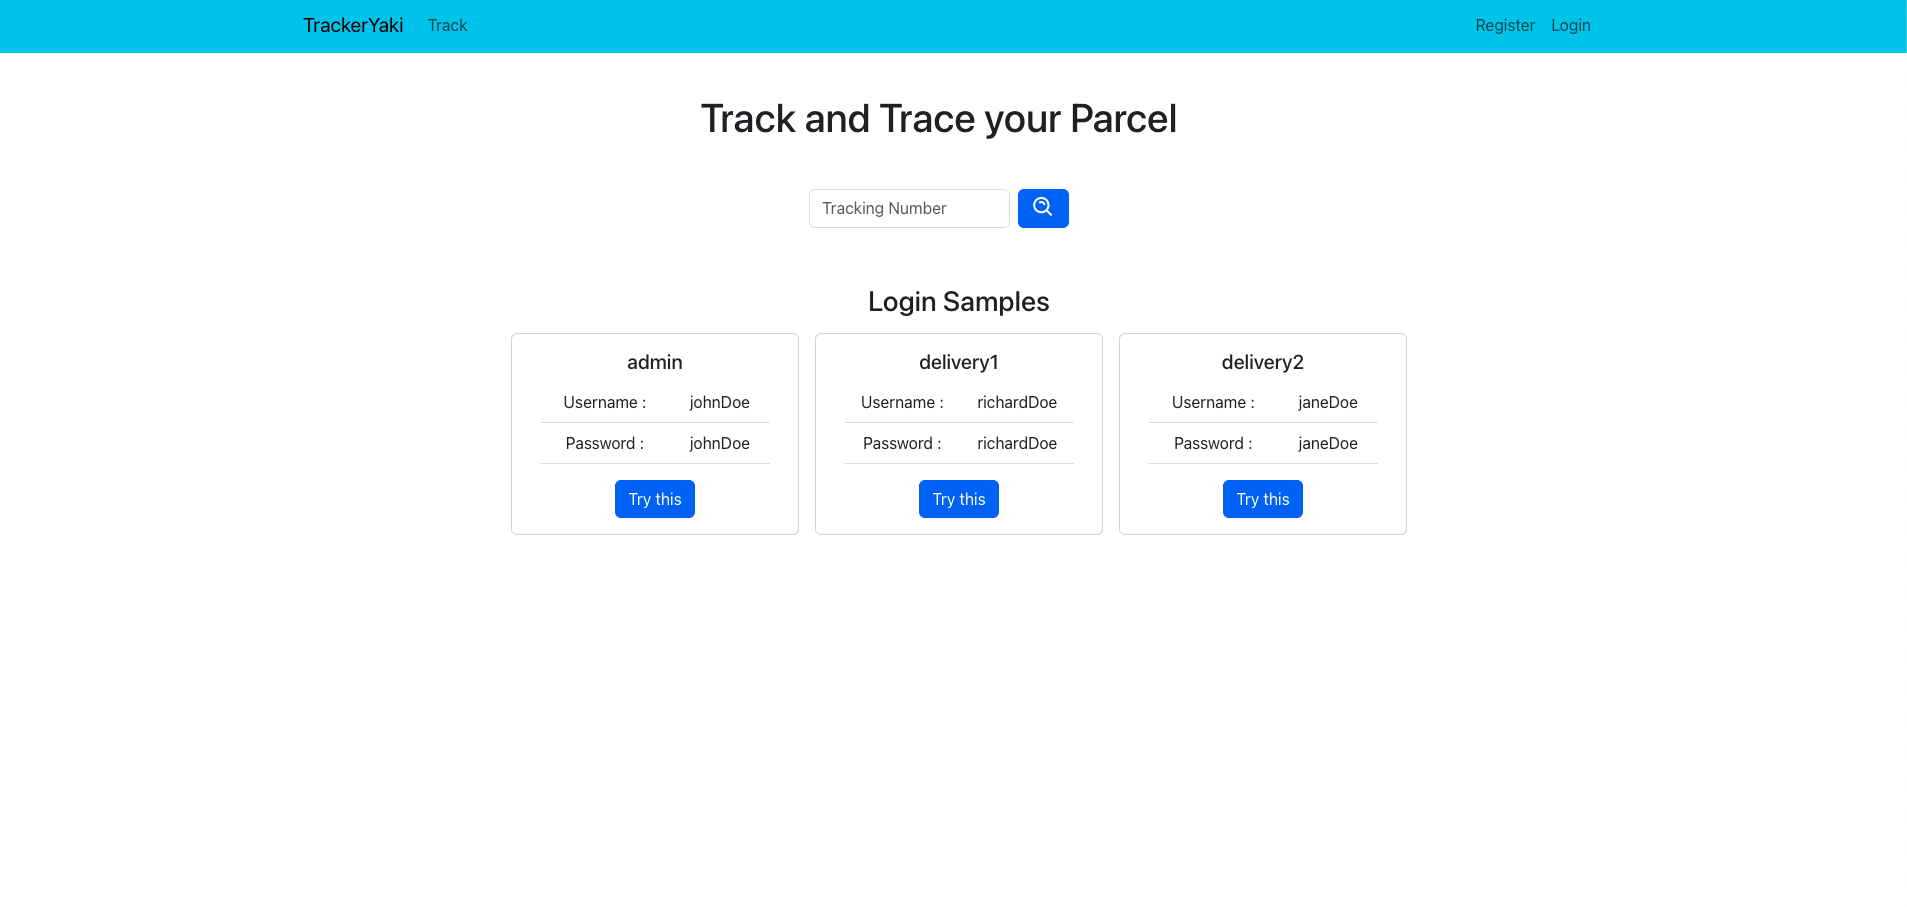 TrackerYaki Track Register Login
Track and Trace your Parcel
Tracking Number
Login Samples
admin
Username : johnDoe
Password : johnDoe
Try this
delivery1
Username : richardDoe
Password : richardDoe
Try this
delivery2
Username : janeDoe
Password : janeDoe
Try this